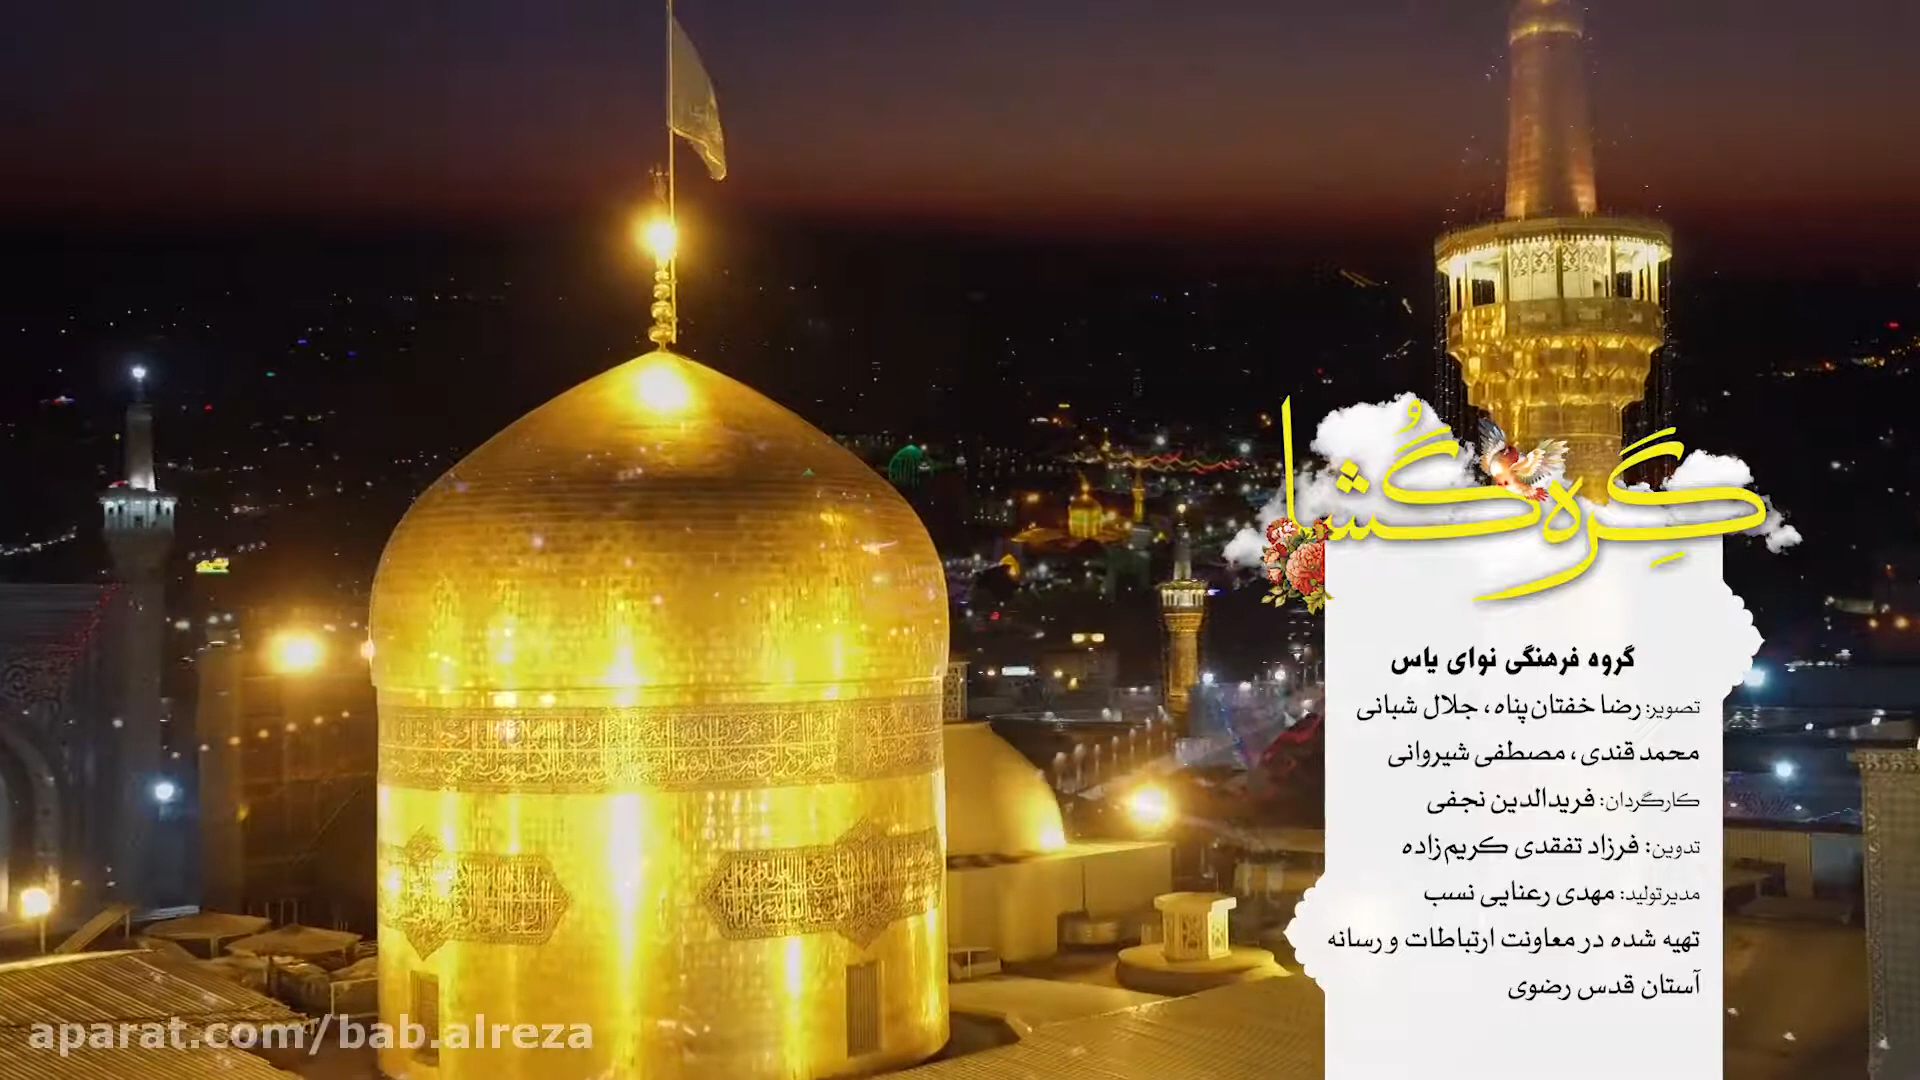 گِره گُشا
گروه فرهنگی نوای یاس
تصویر: رضا خفتان‌پناه، جلال شبانی
محمد قندی، مصطفی شیروانی
کارگردان: فریدالدین نجفی
تدوین: فرزاد تفقدی کریم‌زاده
مدیرتولید: مهدی رعنایی نسب
تهیه شده در معاونت ارتباطات و رسانه
آستان قدس رضوی
aparat.com/bab.alreza